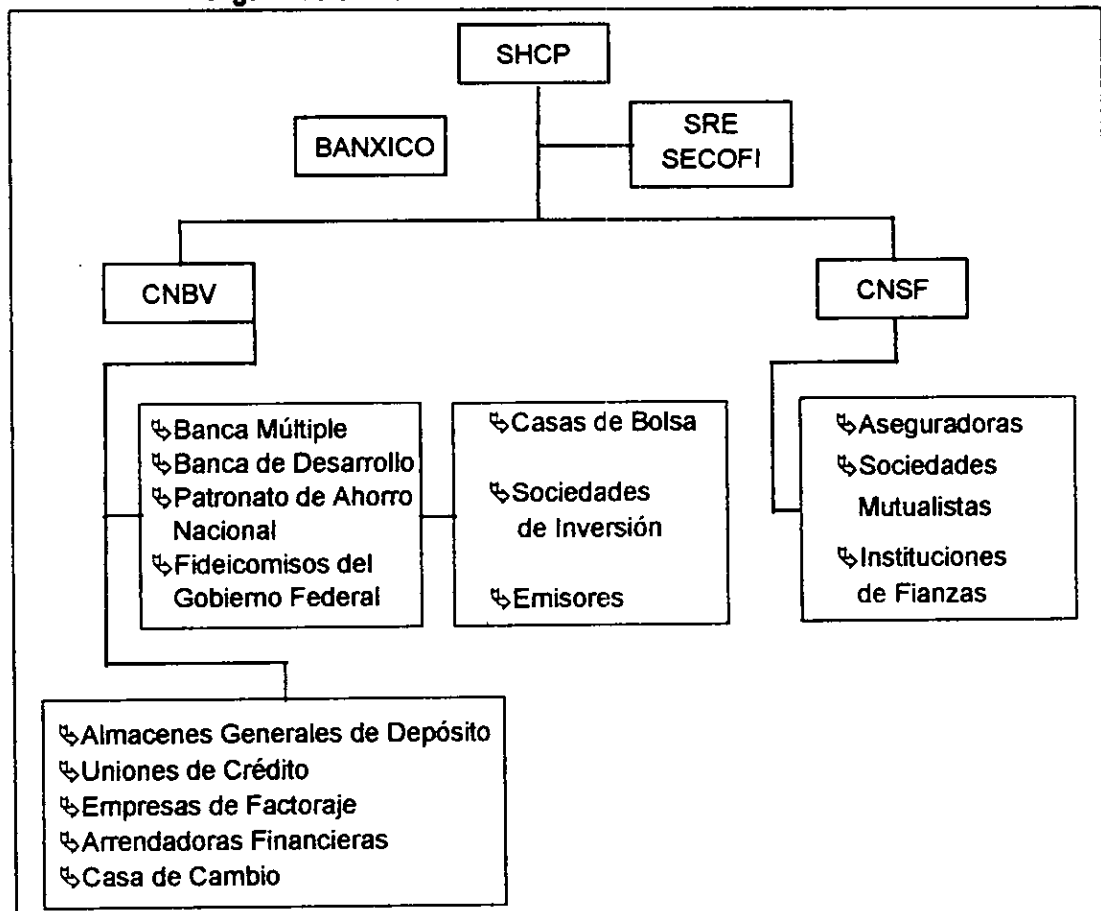 SHCP
BANXICO
SRE
SECOFI
CNBV
CNSF
Banca Múltiple
Banca de Desarrollo
Patronato de Ahorro
Nacional
Fideicomisos del
Gobierno Federal
Casas de Bolsa
Sociedades
de Inversión
Emisores
Aseguradoras
Sociedades
Mutualistas
Instituciones
de Fianzas
Almacenes Generales de Depósito
Uniones de Crédito
Empresas de Factoraje
Arrendadoras Financieras
Casa de Cambio